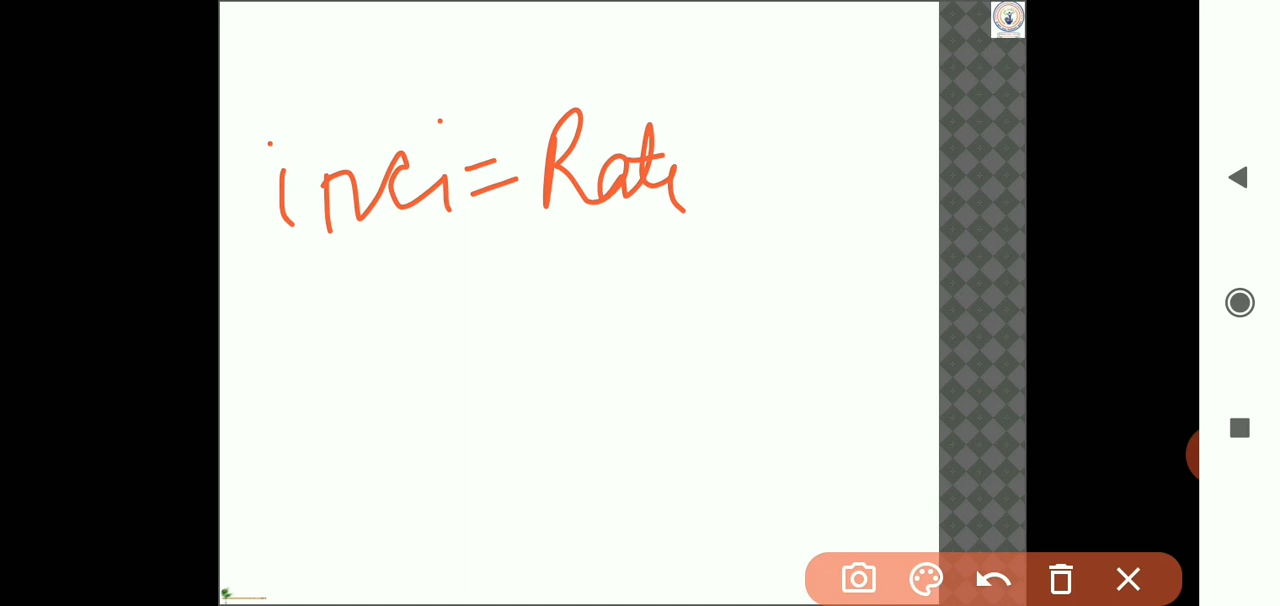 inci = Rate